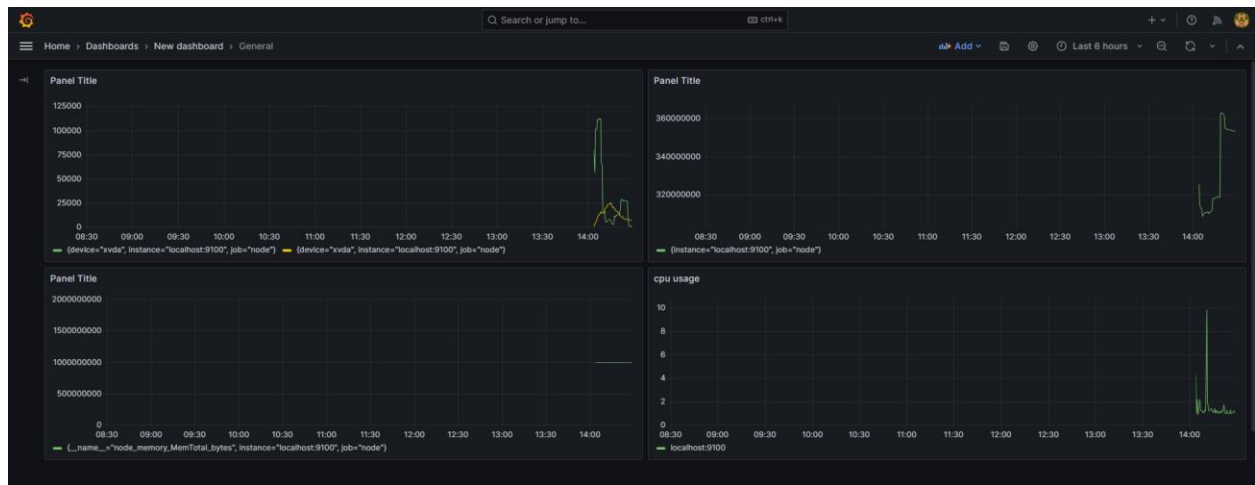 Search or jump to... ctrl+k
Home › Dashboards › New dashboard › General Add Last 6 hours
Panel Title
125000
100000
75000
50000
25000
0
08:30 09:00 09:30 10:00 10:30 11:00 11:30 12:00 12:30 13:00 13:30 14:00
{device="xvda", instance="localhost:9100", job="node"} {device="xvda", instance="localhost:9100", job="node"}
Panel Title
360000000
340000000
320000000
08:30 09:00 09:30 10:00 10:30 11:00 11:30 12:00 12:30 13:00 13:30 14:00
{instance="localhost:9100", job="node"}
Panel Title
2000000000
1500000000
1000000000
500000000
0
08:30 09:00 09:30 10:00 10:30 11:00 11:30 12:00 12:30 13:00 13:30 14:00
{__name__="node_memory_MemTotal_bytes", instance="localhost:9100", job="node"}
cpu usage
10
8
6
4
2
0
08:30 09:00 09:30 10:00 10:30 11:00 11:30 12:00 12:30 13:00 13:30 14:00
localhost:9100